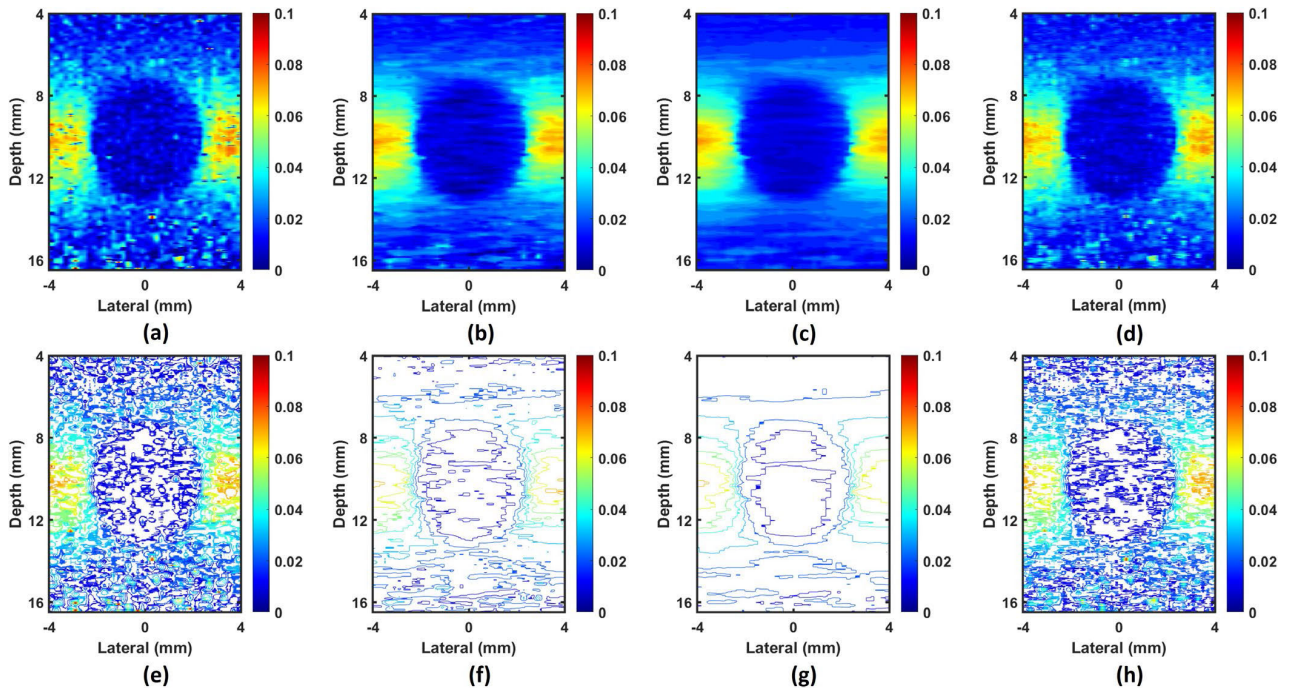 4 0.1 4 0.1 4 0.1 4 0.1
0.08 0.08 0.08 0.08
8 8 8 8
Depth (mm) 0.06 Depth (mm) 0.06 Depth (mm) 0.06 Depth (mm) 0.06
0.04 0.04 0.04 0.04
12 12 12 12
0.02 0.02 0.02 0.02
16 0 16 0 16 0 16 0
-4 0 4 -4 0 4 -4 0 4 -4 0 4
Lateral (mm) Lateral (mm) Lateral (mm) Lateral (mm)
(a) (b) (c) (d)
4 0.1 4 0.1 4 0.1 4 0.1
0.08 0.08 0.08 0.08
8 8 8 8
Depth (mm) 0.06 Depth (mm) 0.06 Depth (mm) 0.06 Depth (mm) 0.06
0.04 0.04 0.04 0.04
12 12 12 12
0.02 0.02 0.02 0.02
16 0 16 0 16 0 16 0
-4 0 4 -4 0 4 -4 0 4 -4 0 4
Lateral (mm) Lateral (mm) Lateral (mm) Lateral (mm)
(e) (f) (g) (h)